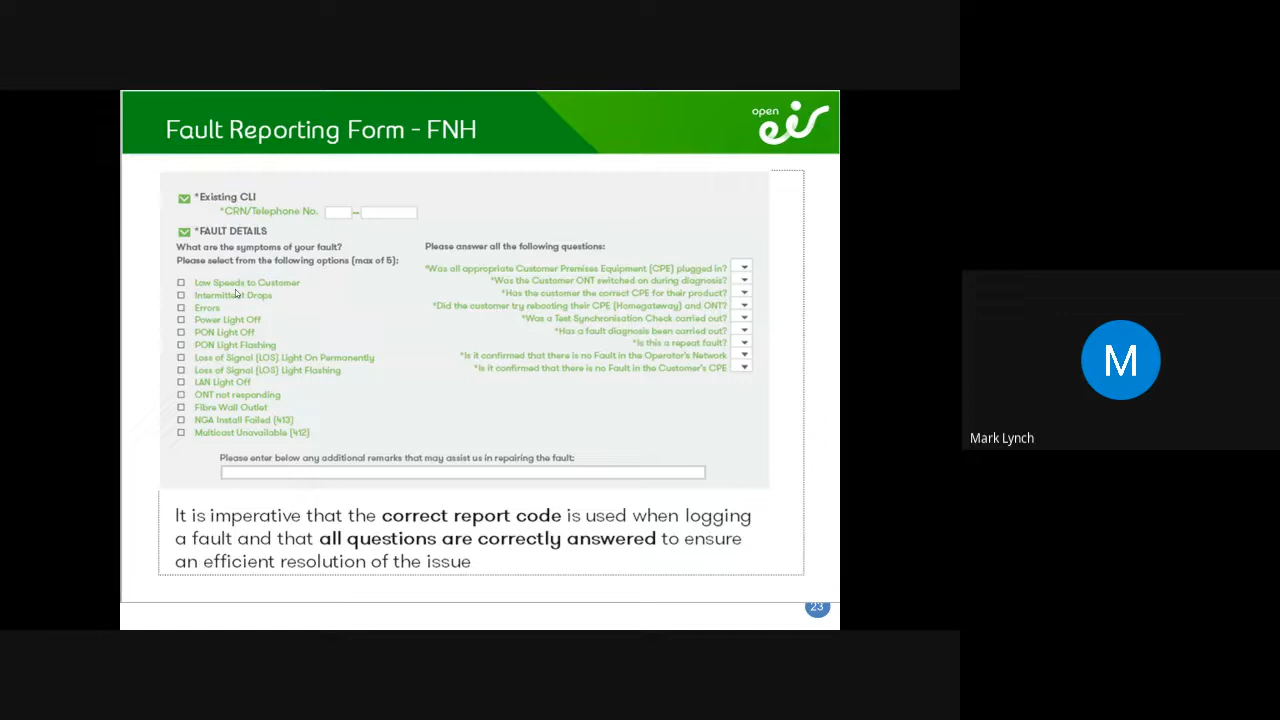 Fault Reporting Form - FNH
open
eir
*Existing CLI
*CRN/Telephone No.
*FAULT DETAILS
What are the symptoms of your fault?
Please select from the following options (max of 5):
Low Speeds to Customer
Intermittent Drops
Errors
Power Light Off
PON Light Off
PON Light Flashing
Loss of Signal (LOS) Light On Permanently
Loss of Signal (LOS) Light Flashing
LAN Light Off
ONT not responding
Fibre Wall Outlet
NGA Install Failed (413)
Multicast Unavailable (412)
Please answer all the following questions:
*Was all appropriate Customer Premises Equipment (CPE) plugged in?
*Was the Customer ONT switched on during diagnosis?
*Has the customer the correct CPE for their product?
*Did the customer try rebooting their CPE (Homegateway) and ONT?
*Was a Test Synchronisation Check carried out?
*Has a fault diagnosis been carried out?
*Is this a repeat fault?
*Is it confirmed that there is no Fault in the Operator's Network
*Is it confirmed that there is no Fault in the Customer's CPE
Please enter below any additional remarks that may assist us in repairing the fault:
It is imperative that the correct report code is used when logging
a fault and that all questions are correctly answered to ensure
an efficient resolution of the issue
23
M
Mark Lynch